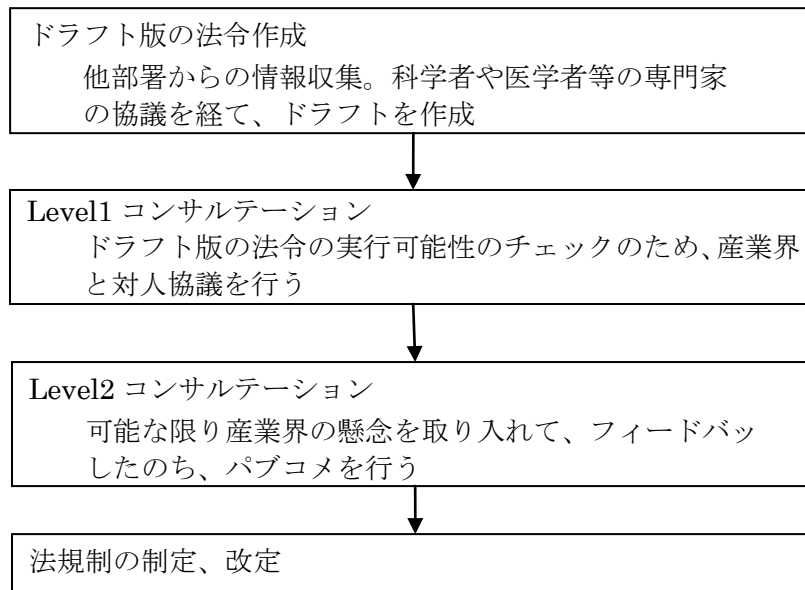 ドラフト版の法令作成
他部署からの情報収集。科学者や医学者等の専門家
の協議を経て、ドラフトを作成
Level1 コンサルテーション
ドラフト版の法令の実行可能性のチェックのため、産業界
と対人協議を行う
Level2 コンサルテーション
可能な限り産業界の懸念を取り入れて、フィードバッ
したのち、パブコメを行う
法規制の制定、改定